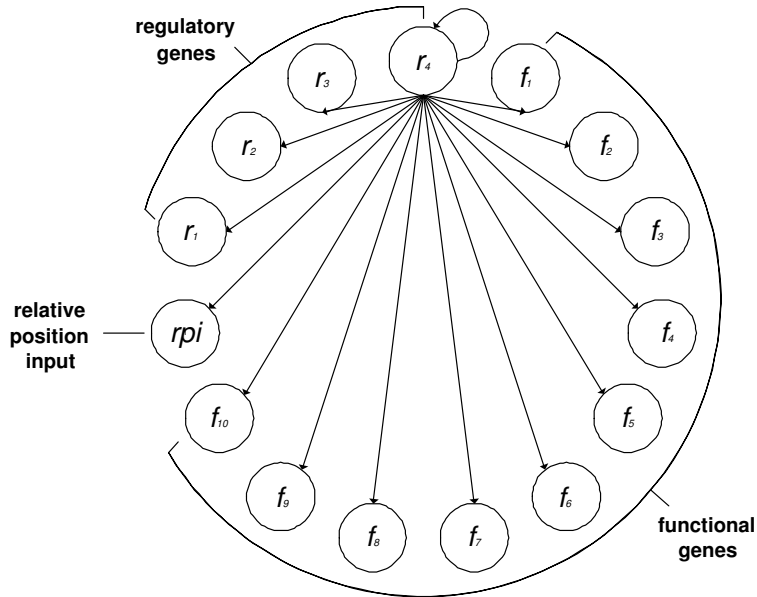 regulatory
genes
r₄
r₃
f₁
r₂
f₂
r₁
f₃
relative
position
input
rpi
f₄
f₁₀
f₅
f₉
f₆
f₈
f₇
functional
genes